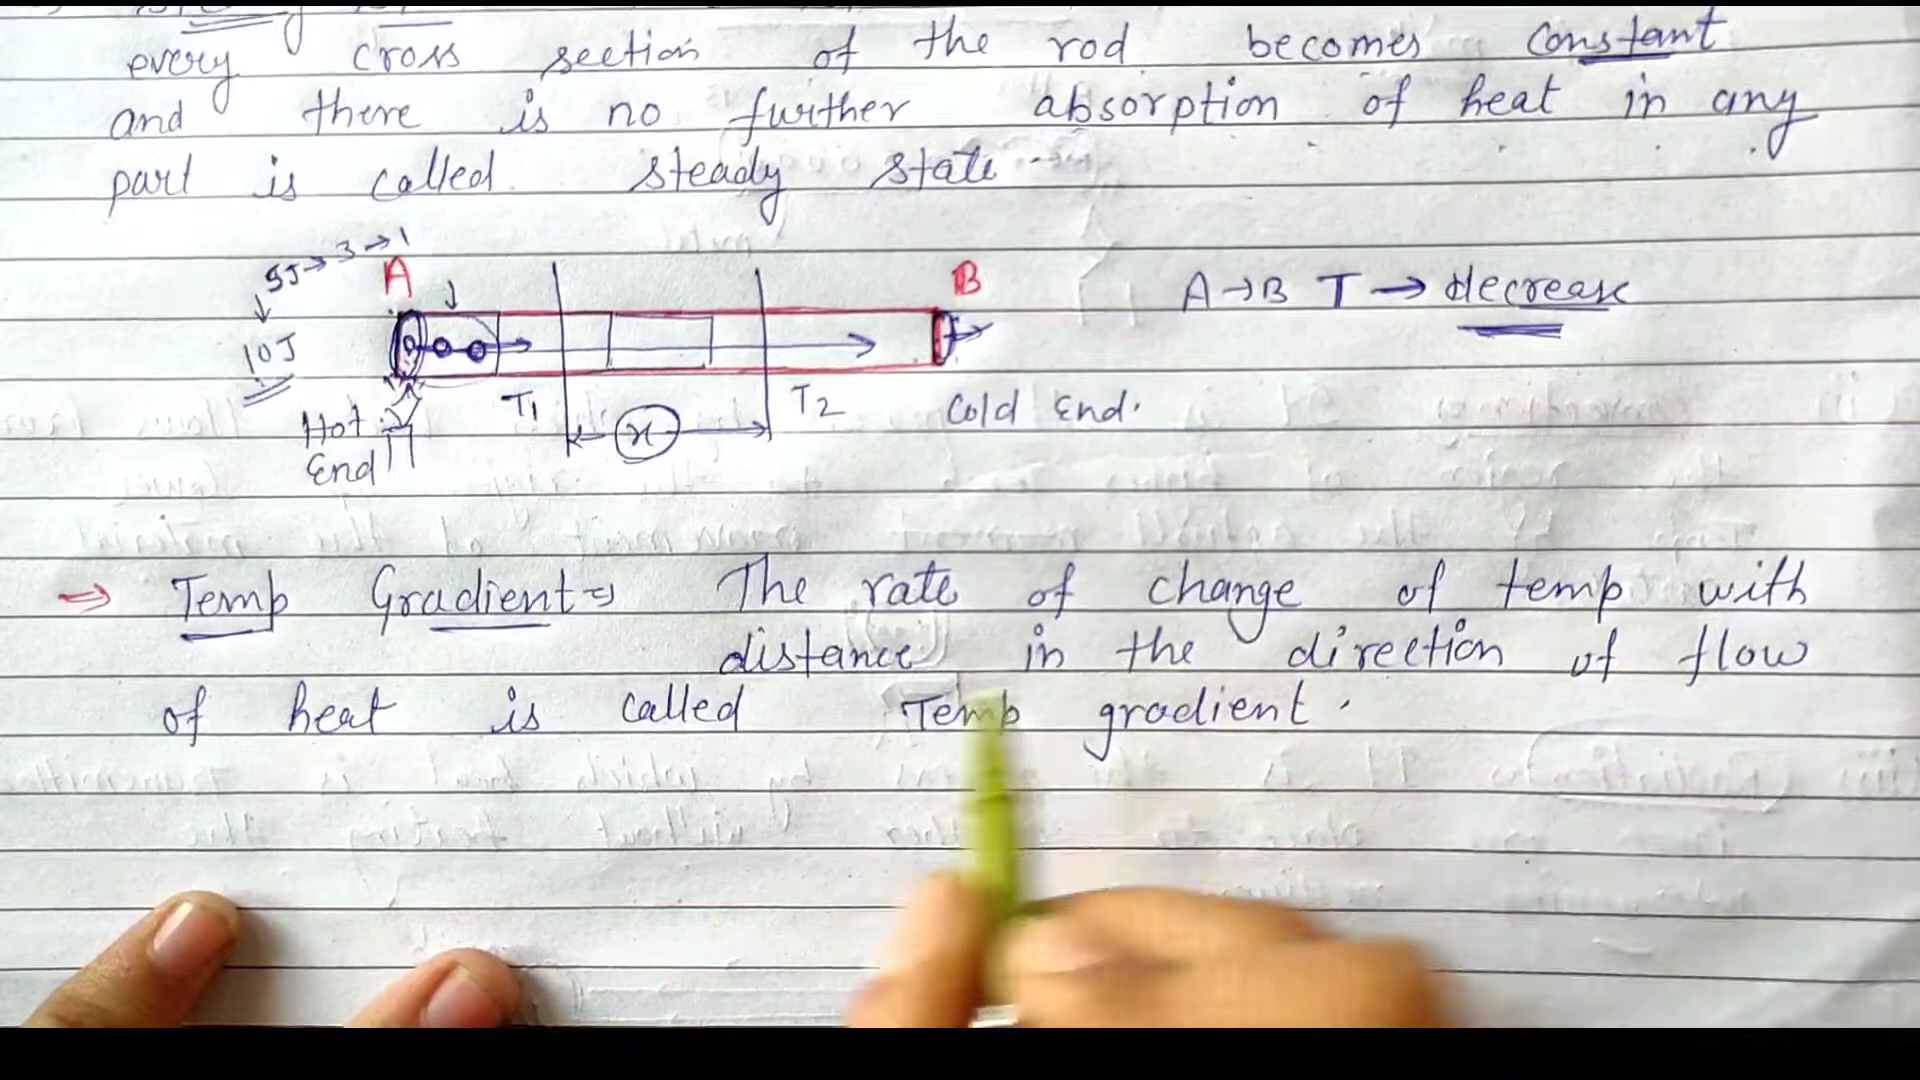 every cross section of the rod becomes constant
and there is no further absorption of heat in any
part is called steady state
5J → 3 → 1
A
B
A → B T → decrease
10J
T1
x
T2
Cold End.
Hot
End
⇒ Temp Gradient ⇒ The rate of change of temp with
distance in the direction of flow
of heat is called Temp gradient.